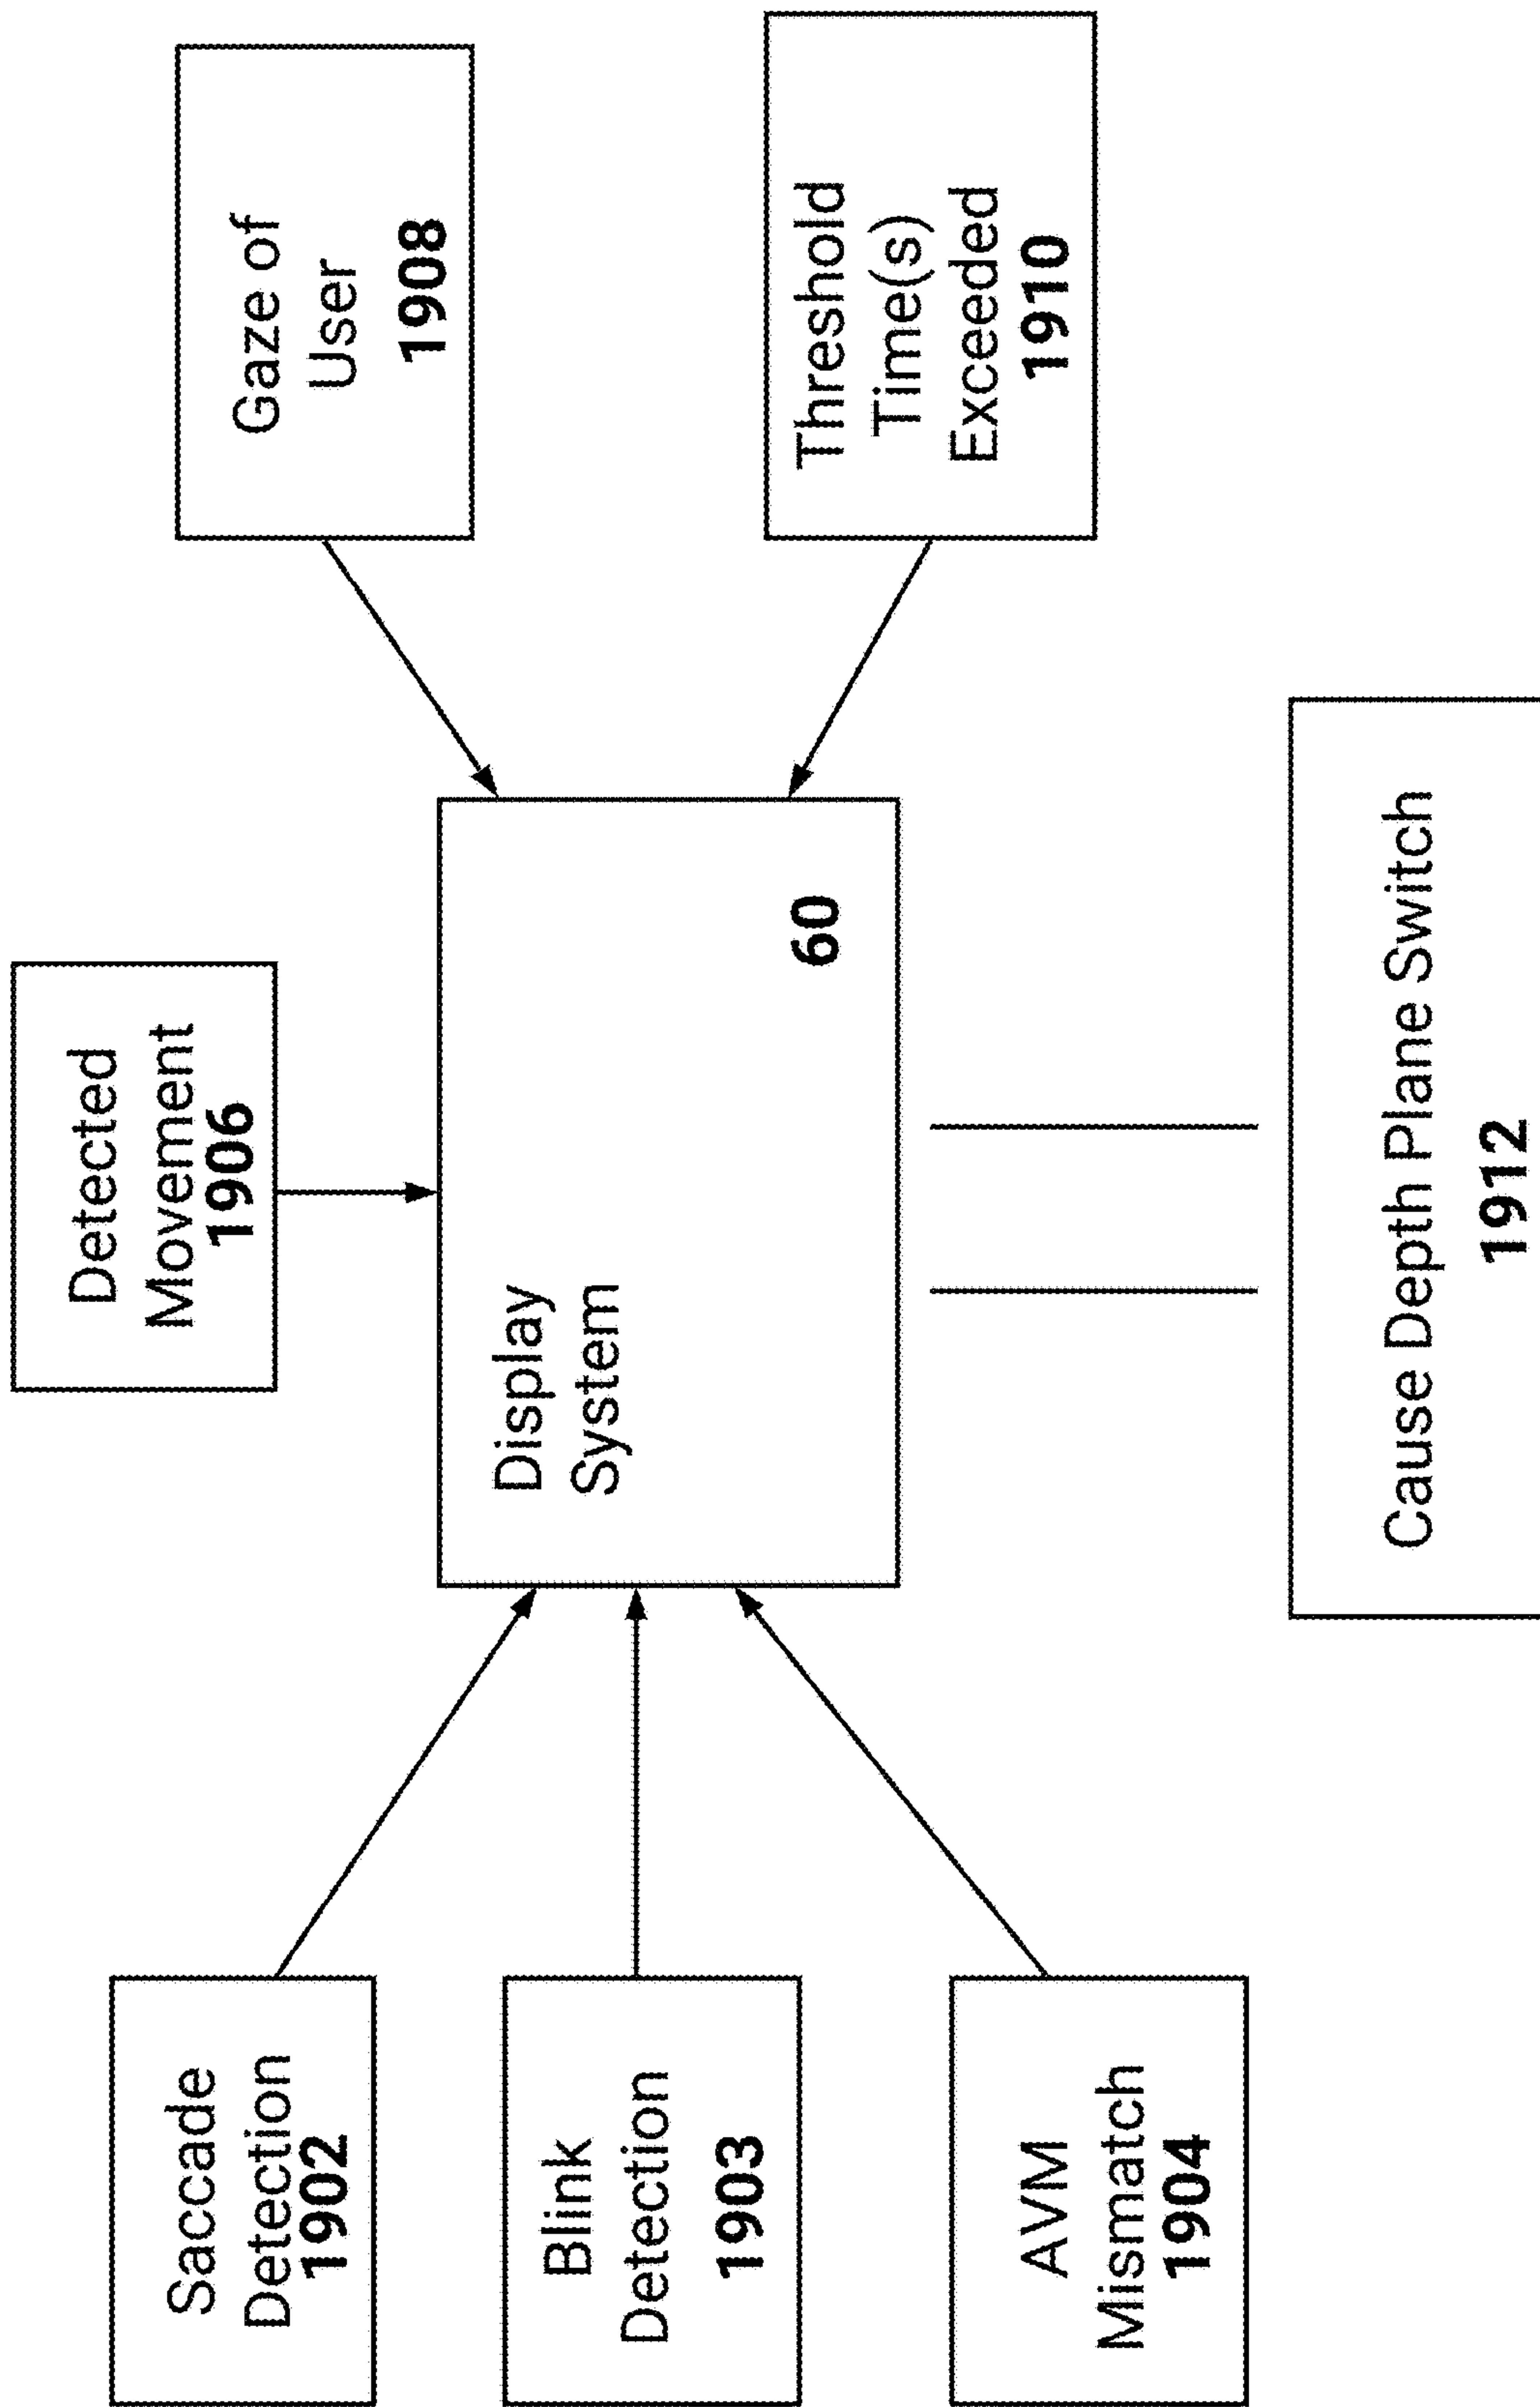 Saccade
Detection
1902
Blink
Detection
1903
AVM
Mismatch
1904
Detected
Movement
1906
Display
System
60
Gaze of
User
1908
Threshold
Time(s)
Exceeded
1910
Cause Depth Plane Switch
1912